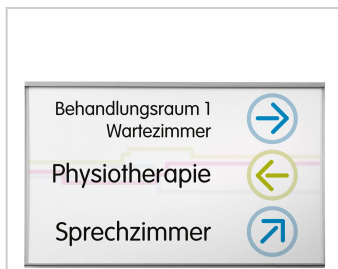 Behandlungsraum 1
Wartezimmer
Physiotherapie
Sprechzimmer